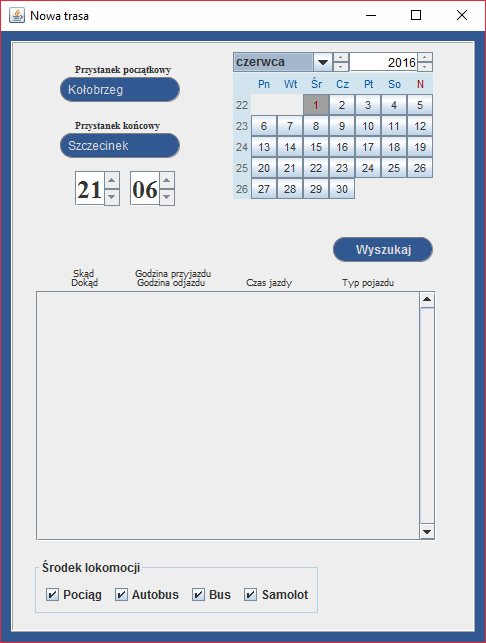 Nowa trasa
Przystanek początkowy
Kołobrzeg
Przystanek końcowy
Szczecinek
21 06
czerwca 2016
Pn Wt Śr Cz Pt So N
22 1 2 3 4 5
23 6 7 8 9 10 11 12
24 13 14 15 16 17 18 19
25 20 21 22 23 24 25 26
26 27 28 29 30
Wyszukaj
Skąd Godzina przyjazdu
Dokąd Godzina odjazdu Czas jazdy Typ pojazdu
Środek lokomocji
Pociąg Autobus Bus Samolot